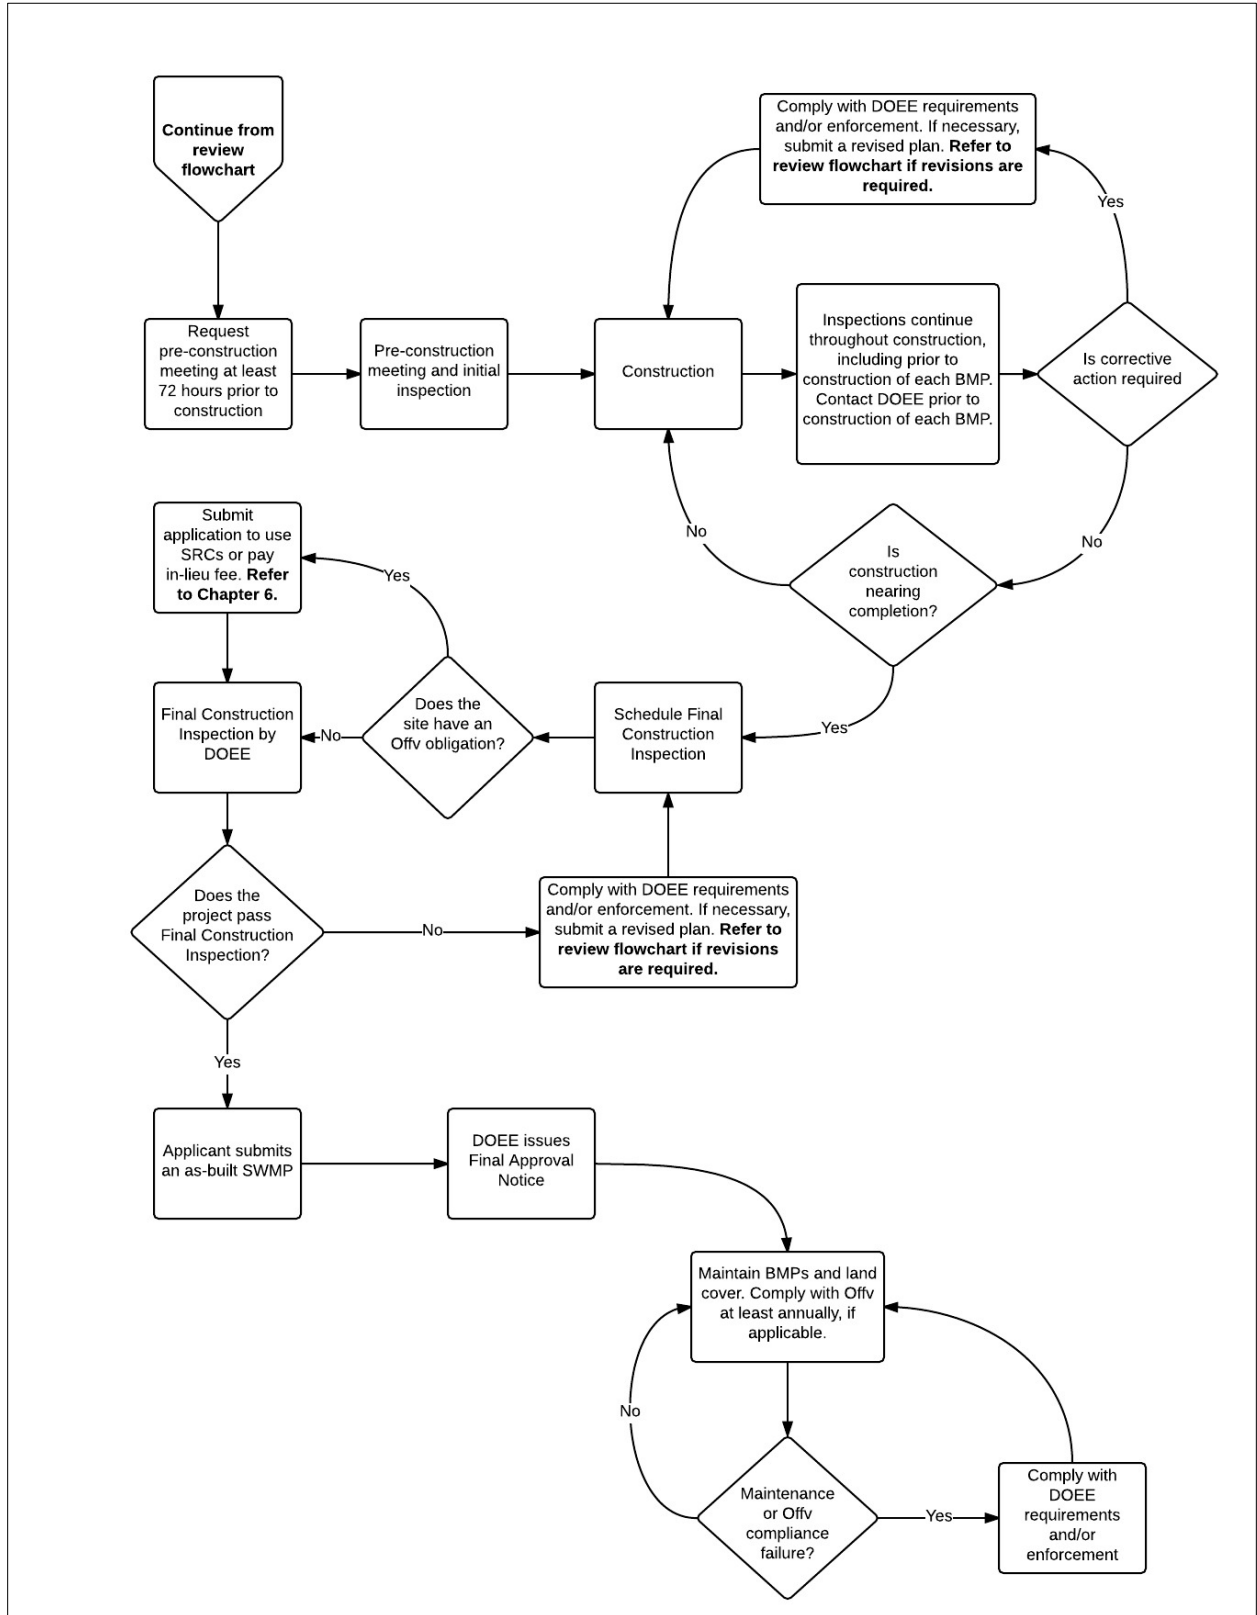 Continue from
review
flowchart
Comply with DOEE requirements
and/or enforcement. If necessary,
submit a revised plan. Refer to
review flowchart if revisions are
required.
Yes
Request
pre-construction
meeting at least
72 hours prior to
construction
Pre-construction
meeting and initial
inspection
Construction
Inspections continue
throughout construction,
including prior to
construction of each BMP.
Contact DOEE prior to
construction of each BMP.
Is corrective
action required
No
Is
construction
nearing
completion?
No
Yes
Submit
application to use
SRCs or pay
in-lieu fee. Refer
to Chapter 6.
Yes
Final Construction
Inspection by
DOEE
No
Does the
site have an
Offv obligation?
Schedule Final
Construction
Inspection
Does the
project pass
Final Construction
Inspection?
No
Comply with DOEE requirements
and/or enforcement. If necessary,
submit a revised plan. Refer to
review flowchart if revisions
are required.
Yes
Applicant submits
an as-built SWMP
DOEE issues
Final Approval
Notice
Maintain BMPs and land
cover. Comply with Offv
at least annually, if
applicable.
No
Maintenance
or Offv
compliance
failure?
Yes
Comply with
DOEE
requirements
and/or
enforcement